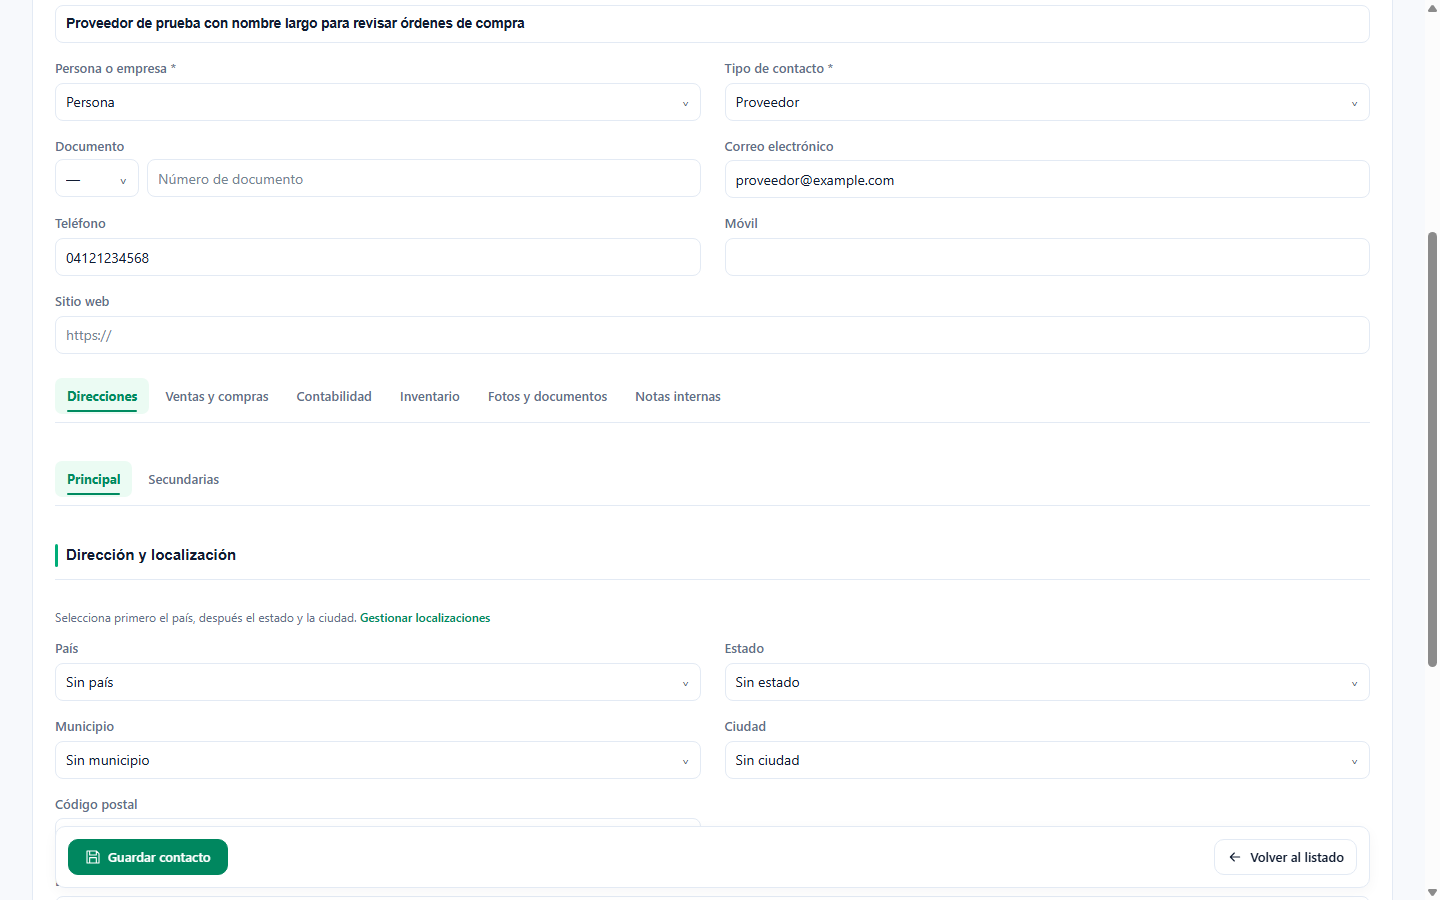 Proveedor de prueba con nombre largo para revisar órdenes de compra
Persona o empresa *
Tipo de contacto *
Persona
Proveedor
Documento
Correo electrónico
—
Número de documento
proveedor@example.com
Teléfono
Móvil
04121234568
Sitio web
https://
Direcciones Ventas y compras Contabilidad Inventario Fotos y documentos Notas internas
Principal Secundarias
Dirección y localización
Selecciona primero el país, después el estado y la ciudad. Gestionar localizaciones
País
Estado
Sin país
Sin estado
Municipio
Ciudad
Sin municipio
Sin ciudad
Código postal
Guardar contacto
Volver al listado